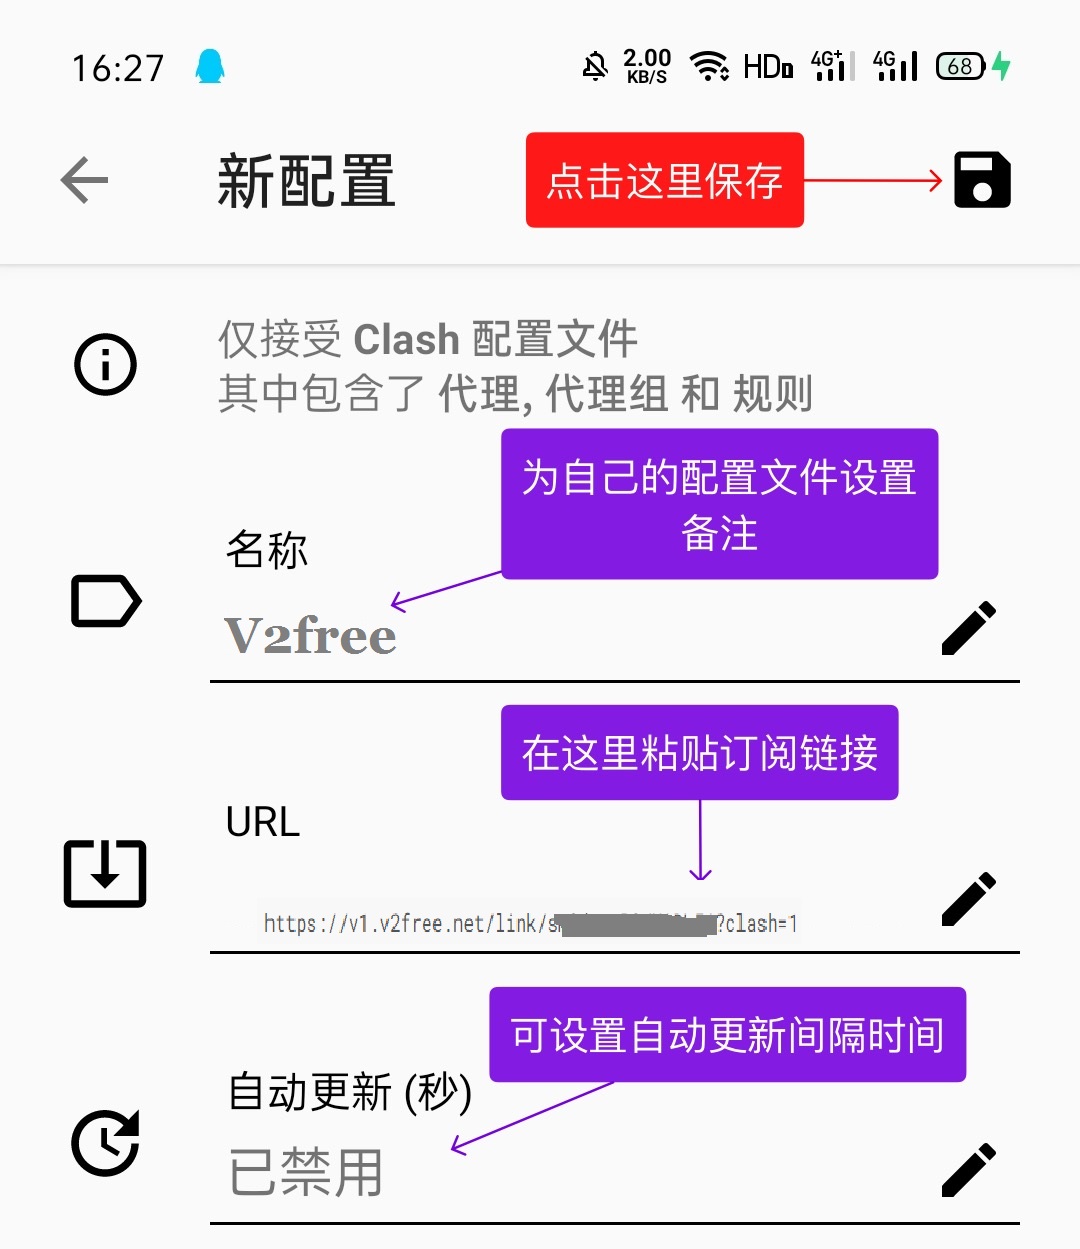 16:27
2.00
KB/S
HD
4G+
4G
68
新配置
点击这里保存
仅接受 Clash 配置文件
其中包含了 代理, 代理组 和 规则
为自己的配置文件设置
备注
名称
V2free
在这里粘贴订阅链接
URL
https://v1.v2free.net/link/s ?clash=1
可设置自动更新间隔时间
自动更新 (秒)
已禁用